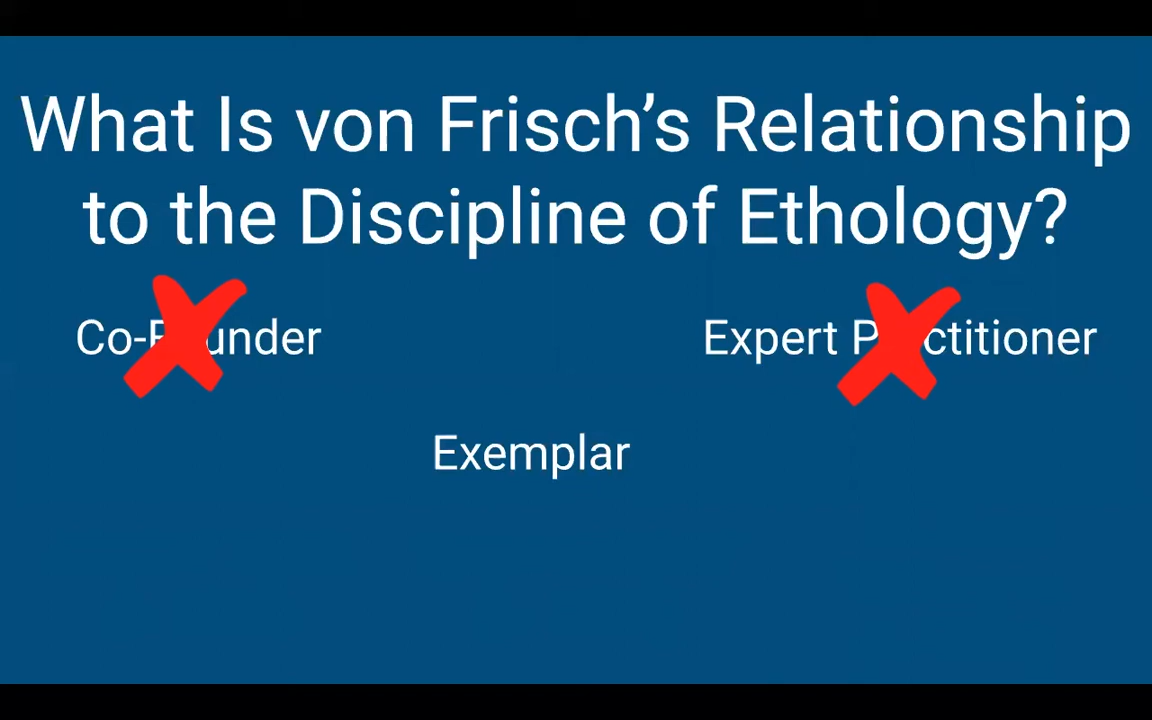 What Is von Frisch’s Relationship
to the Discipline of Ethology?
Co-Founder
Expert Practitioner
Exemplar